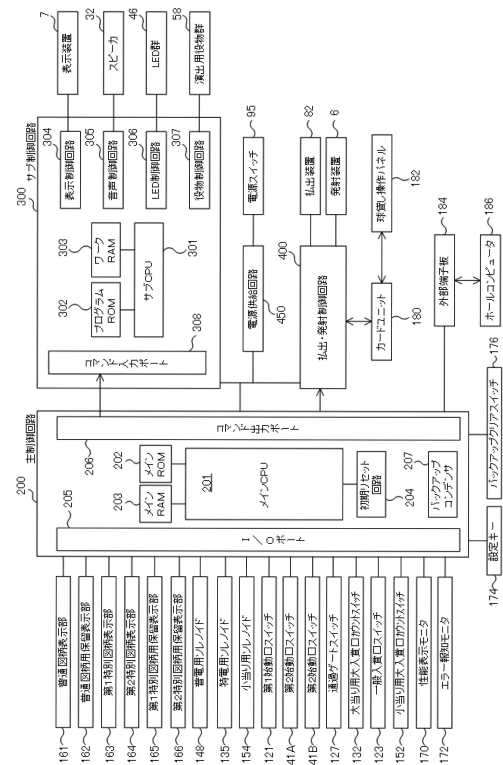 300
サブ制御回路
304
表示制御回路
7
表示装置
305
音声制御回路
32
スピーカ
306
LED制御回路
46
LED群
307
役物制御回路
58
演出用役物群
302
プログラム
ROM
303
ワーク
RAM
301
サブCPU
308
コマンド入力ポート
450
電源供給回路
95
電源スイッチ
400
払出・発射制御回路
82
払出装置
6
発射装置
180
カードユニット
182
球貸し操作パネル
184
外部端子板
186
ホールコンピュータ
200
主制御回路
206
コマンド出力ポート
202
メイン
ROM
203
メイン
RAM
201
メインCPU
204
初期リセット
回路
207
バックアップ
コンデンサ
205
I/Oポート
174
設定キー
176
バックアップクリアスイッチ
161
普通図柄表示部
162
普通図柄用保留表示部
163
第1特別図柄表示部
164
第2特別図柄表示部
165
第1特別図柄用保留表示部
166
第2特別図柄用保留表示部
148
普電用ソレノイド
135
特電用ソレノイド
154
小当り用ソレノイド
121
第1始動口スイッチ
41A
第2始動口スイッチ
41B
第2始動口スイッチ
127
通過ゲートスイッチ
132
大当り用大入賞口カウントスイッチ
123
一般入賞口スイッチ
152
小当り用大入賞口カウントスイッチ
170
性能表示モニタ
172
エラー報知モニタ